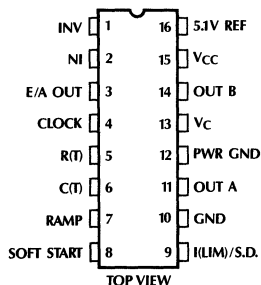 INV 1 16 5.1V REF
NI 2 15 VCC
E/A OUT 3 14 OUT B
CLOCK 4 13 VC
R(T) 5 12 PWR GND
C(T) 6 11 OUT A
RAMP 7 10 GND
SOFT START 8 9 I(LIM)/S.D.
TOP VIEW